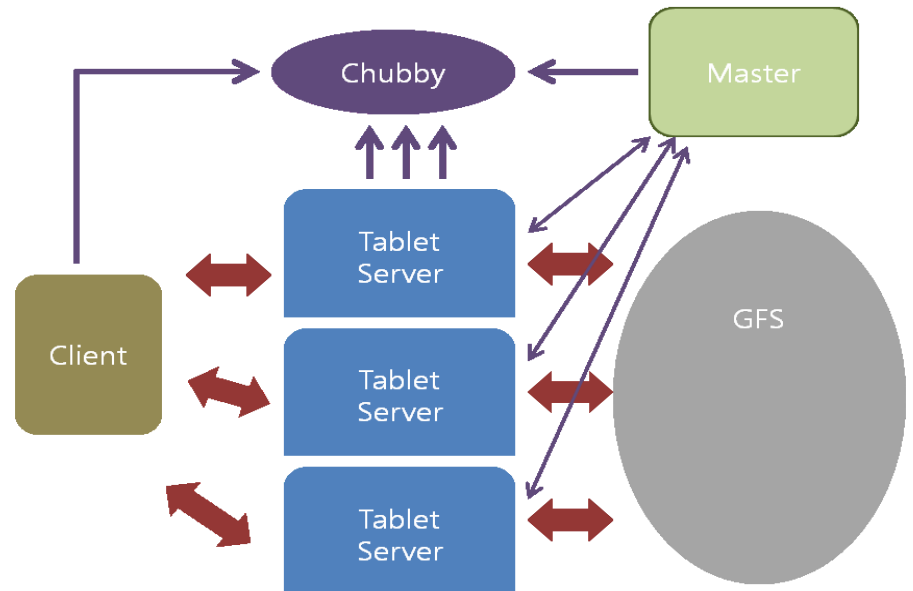 Chubby
Master
Tablet
Server
GFS
Client
Tablet
Server
Tablet
Server